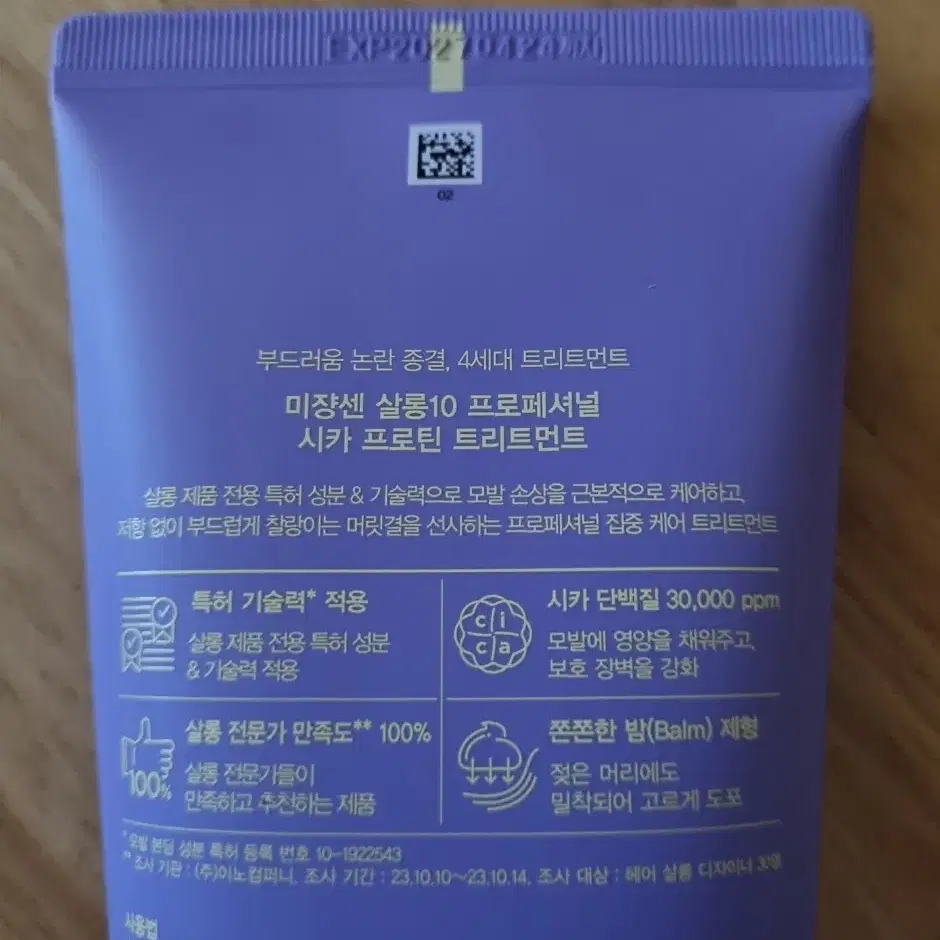 EXP20270424
02
부드러움 논란 종결, 4세대 트리트먼트
미쟝센 살롱10 프로페셔널
시카 프로틴 트리트먼트
살롱 제품 전용 특허 성분 & 기술력으로 모발 손상을 근본적으로 케어하고,
저항 없이 부드럽게 찰랑이는 머릿결을 선사하는 프로페셔널 집중 케어 트리트먼트
특허 기술력* 적용
살롱 제품 전용 특허 성분
& 기술력 적용
ci
ca
시카 단백질 30,000 ppm
모발에 영양을 채워주고,
보호 장벽을 강화
100%
살롱 전문가 만족도** 100%
살롱 전문가들이
만족하고 추천하는 제품
쫀쫀한 밤(Balm) 제형
젖은 머리에도
밀착되어 고르게 도포
* 모발 본딩 성분 특허 등록 번호 10-1922543
** 조사 기관 : (주)이노컴퍼니, 조사 기간 : 23.10.10~23.10.14, 조사 대상 : 헤어 살롱 디자이너 30명
사용법